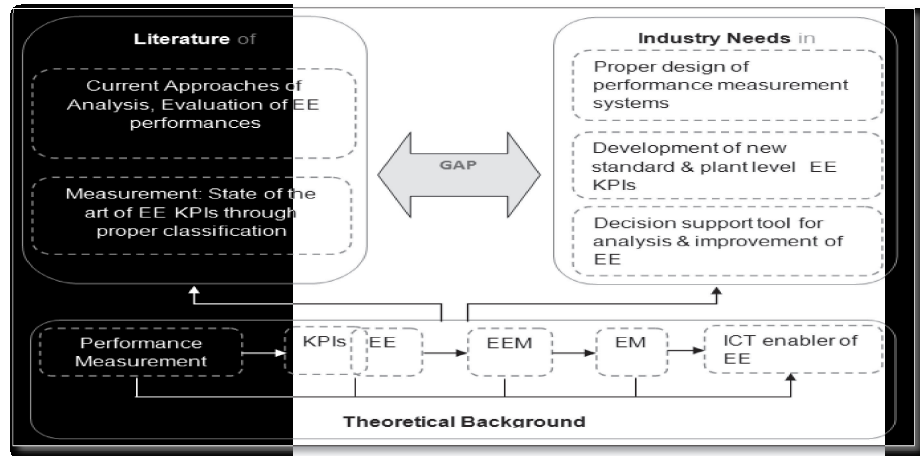 Literature of
Current Approaches of
Analysis, Evaluation of EE
performances
Measurement: State of the
art of EE KPIs through
proper classification
GAP
Industry Needs in
Proper design of
performance measurement
systems
Development of new
standard & plant level EE
KPIs
Decision support tool for
analysis & improvement of
EE
Performance
Measurement
KPIs
EE
EEM
EM
ICT enabler of
EE
Theoretical Background